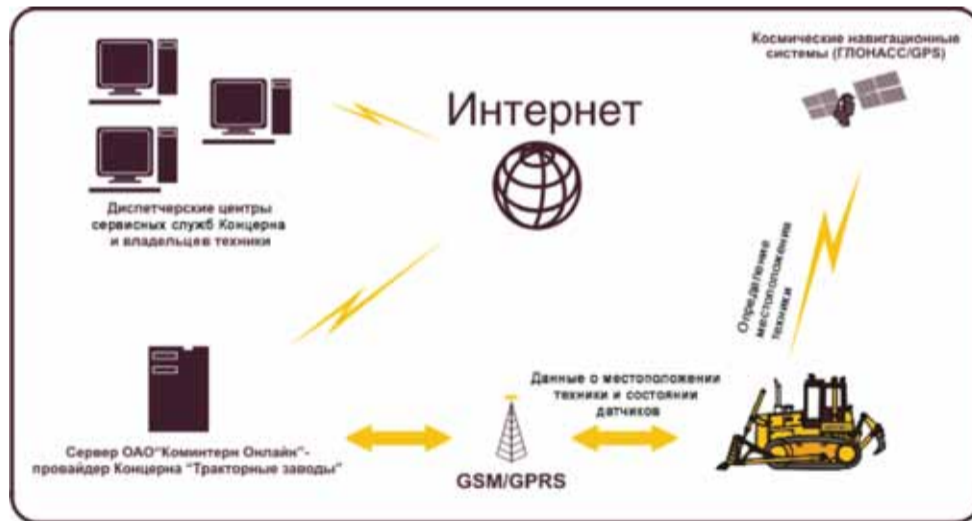 Космические навигационные
системы (ГЛОНАСС/GPS)
Интернет
Диспетчерские центры
сервисных служб Концерна
и владельцев техники
Определение
местоположения
техники
Данные о местоположении
техники и состоянии
датчиков
Сервер ОАО"Коминтерн Онлайн"-
провайдер Концерна "Тракторные заводы"
GSM/GPRS